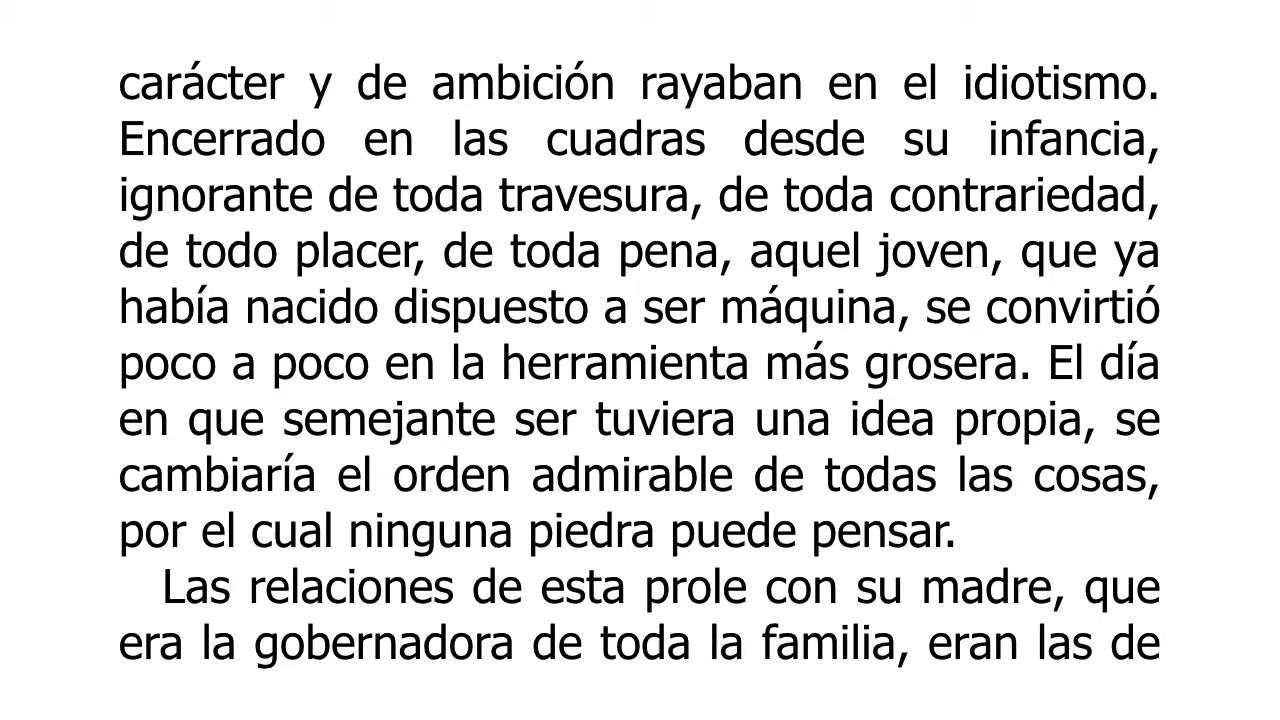 carácter y de ambición rayaban en el idiotismo.
Encerrado en las cuadras desde su infancia,
ignorante de toda travesura, de toda contrariedad,
de todo placer, de toda pena, aquel joven, que ya
había nacido dispuesto a ser máquina, se convirtió
poco a poco en la herramienta más grosera. El día
en que semejante ser tuviera una idea propia, se
cambiaría el orden admirable de todas las cosas,
por el cual ninguna piedra puede pensar.
Las relaciones de esta prole con su madre, que
era la gobernadora de toda la familia, eran las de